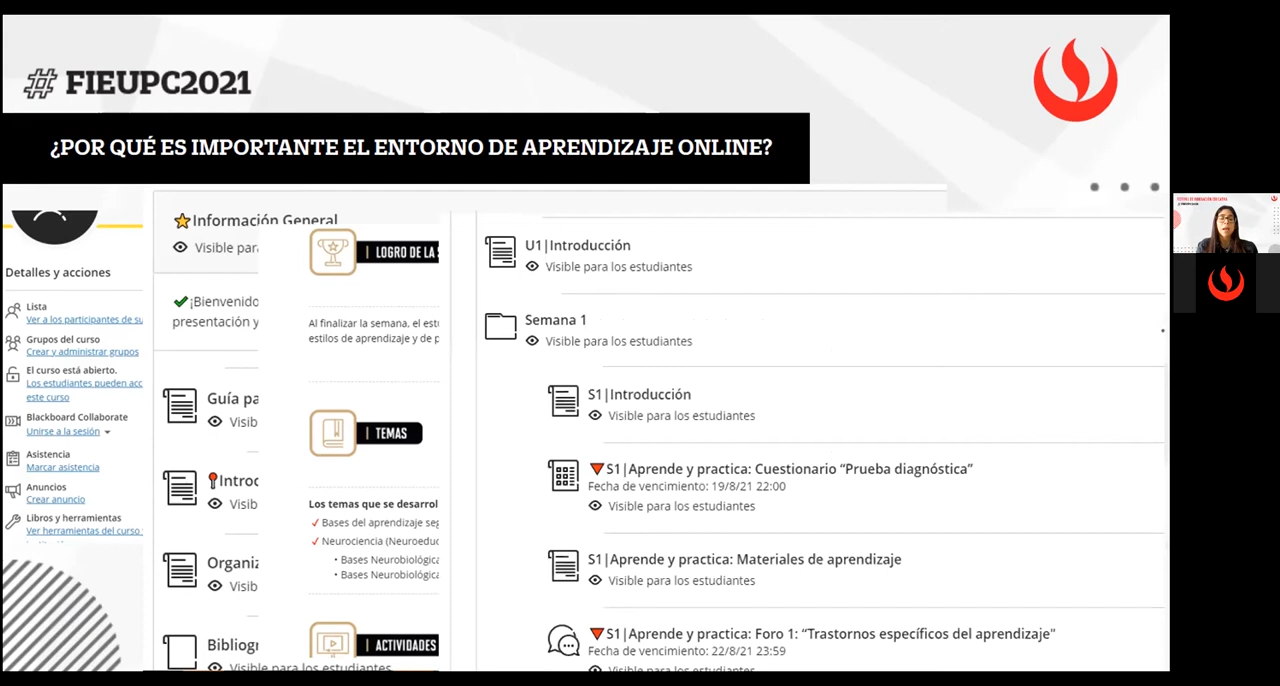 # FIEUPC2021
¿POR QUÉ ES IMPORTANTE EL ENTORNO DE APRENDIZAJE ONLINE?
Detalles y acciones
Lista
Ver a los participantes de su
Grupos del curso
Crear y administrar grupos
El curso está abierto.
Los estudiantes pueden acc
este curso
Blackboard Collaborate
Unirse a la sesión
Asistencia
Marcar asistencia
Anuncios
Crear anuncio
Libros y herramientas
Ver herramientas del curso
Información General
Visible para
¡Bienvenido
presentación y
Guía pa
Visib
Introd
Visib
Organiz
Visib
Bibliogr
Visible para los estudiantes
LOGRO DE LA S
Al finalizar la semana, el estu
estilos de aprendizaje y de p
TEMAS
Los temas que se desarrol
✓ Bases del aprendizaje seg
✓ Neurociencia (Neuroeduc
• Bases Neurobiológica
• Bases Neurobiológica
ACTIVIDADES
U1|Introducción
Visible para los estudiantes
Semana 1
Visible para los estudiantes
S1|Introducción
Visible para los estudiantes
S1|Aprende y practica: Cuestionario “Prueba diagnóstica”
Fecha de vencimiento: 19/8/21 22:00
Visible para los estudiantes
S1|Aprende y practica: Materiales de aprendizaje
Visible para los estudiantes
S1|Aprende y practica: Foro 1: “Trastornos específicos del aprendizaje”
Fecha de vencimiento: 22/8/21 23:59
Visible para los estudiantes